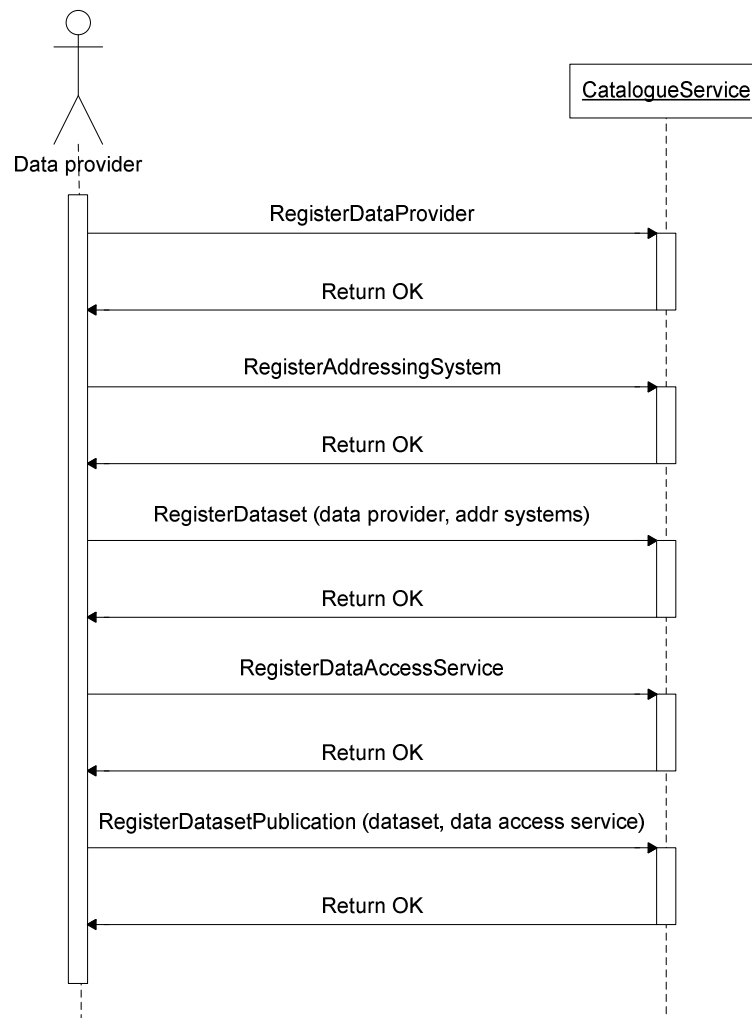 CatalogueService
Data provider
RegisterDataProvider
Return OK
RegisterAddressingSystem
Return OK
RegisterDataset (data provider, addr systems)
Return OK
RegisterDataAccessService
Return OK
RegisterDatasetPublication (dataset, data access service)
Return OK